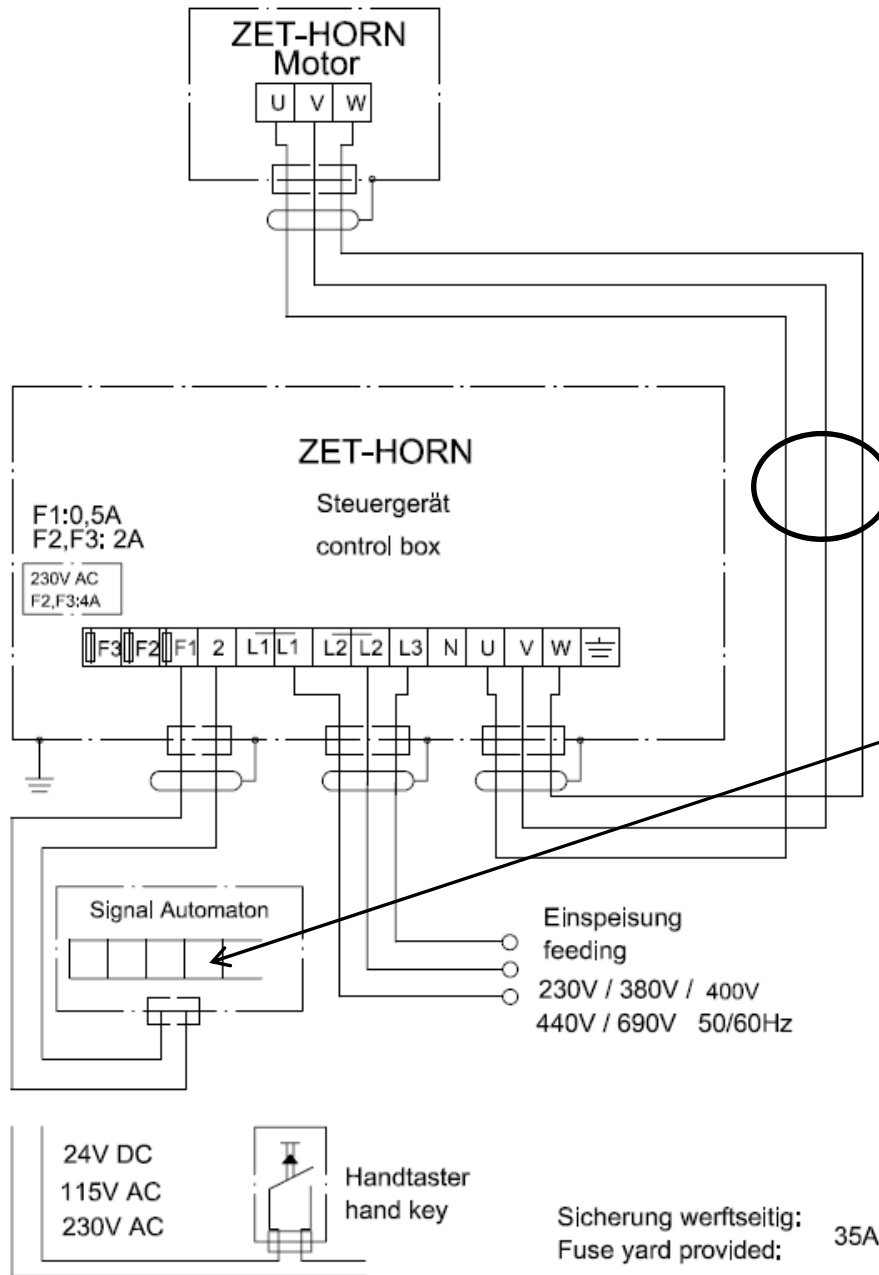 ZET-HORN
Motor
U V W
ZET-HORN
Steuergerät
control box
F1:0,5A
F2,F3: 2A
230V AC
F2,F3:4A
F3 F2 F1 2 L1 L1 L2 L2 L3 N U V W
Signal Automaton
Einspeisung
feeding
230V / 380V / 400V
440V / 690V 50/60Hz
24V DC
115V AC
230V AC
Handtaster
hand key
Sicherung werftseitig:
Fuse yard provided:
35A